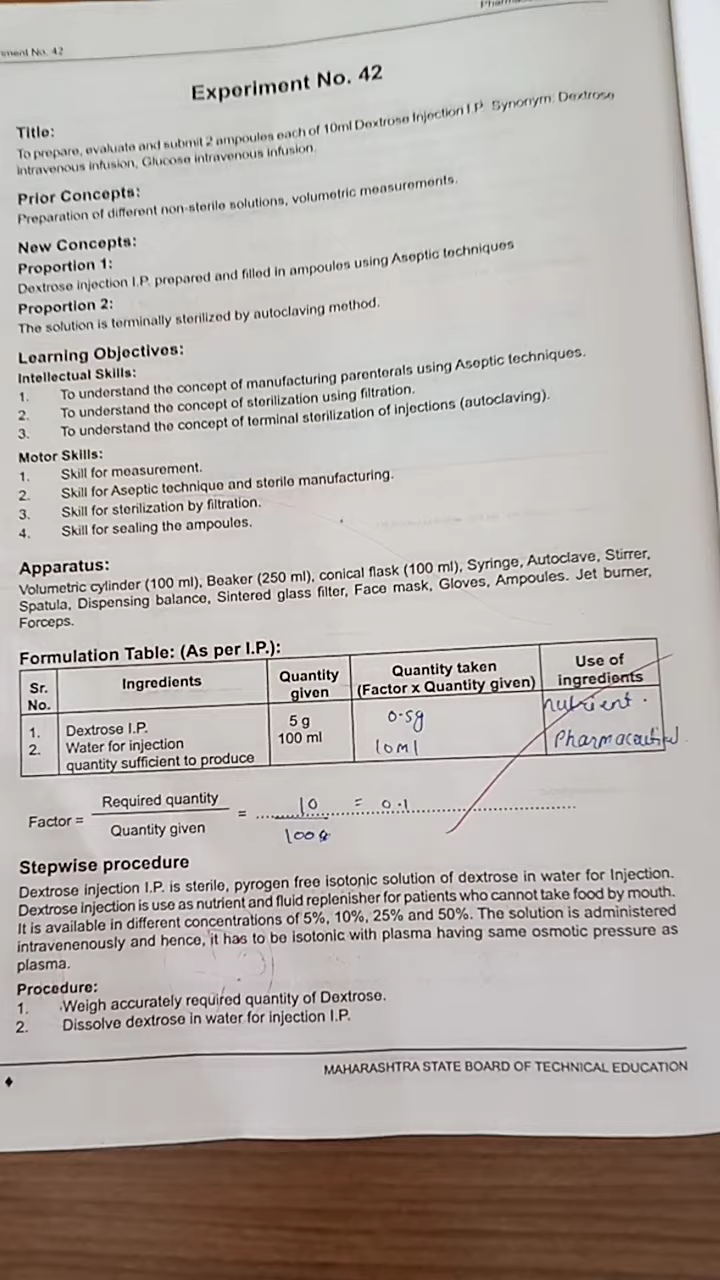 ment No. 42
Experiment No. 42
Title:
To prepare, evaluate and submit 2 ampoules each of 10ml Dextrose Injection I.P. Synonym: Dextrose
intravenous infusion, Glucose intravenous infusion.
Prior Concepts:
Preparation of different non-sterile solutions, volumetric measurements.
New Concepts:
Proportion 1:
Dextrose injection I.P. prepared and filled in ampoules using Aseptic techniques
Proportion 2:
The solution is terminally sterilized by autoclaving method.
Learning Objectives:
Intellectual Skills:
1. To understand the concept of manufacturing parenterals using Aseptic techniques.
2. To understand the concept of sterilization using filtration.
3. To understand the concept of terminal sterilization of injections (autoclaving).
Motor Skills:
1. Skill for measurement.
2. Skill for Aseptic technique and sterile manufacturing.
3. Skill for sterilization by filtration.
4. Skill for sealing the ampoules.
Apparatus:
Volumetric cylinder (100 ml), Beaker (250 ml), conical flask (100 ml), Syringe, Autoclave, Stirrer,
Spatula, Dispensing balance, Sintered glass filter, Face mask, Gloves, Ampoules. Jet burner,
Forceps.
Formulation Table: (As per I.P.):
Sr. No. Ingredients Quantity given Quantity taken (Factor x Quantity given) Use of ingredients
1. Dextrose I.P. 5 g 0.5g nutrient.
2. Water for injection 100 ml 10ml Pharmaceutical
quantity sufficient to produce
Factor = Required quantity / Quantity given = 10 / 100 = 0.1
Stepwise procedure
Dextrose injection I.P. is sterile, pyrogen free isotonic solution of dextrose in water for Injection.
Dextrose injection is use as nutrient and fluid replenisher for patients who cannot take food by mouth.
It is available in different concentrations of 5%, 10%, 25% and 50%. The solution is administered
intravenenously and hence, it has to be isotonic with plasma having same osmotic pressure as
plasma.
Procedure:
1. Weigh accurately required quantity of Dextrose.
2. Dissolve dextrose in water for injection I.P.
MAHARASHTRA STATE BOARD OF TECHNICAL EDUCATION